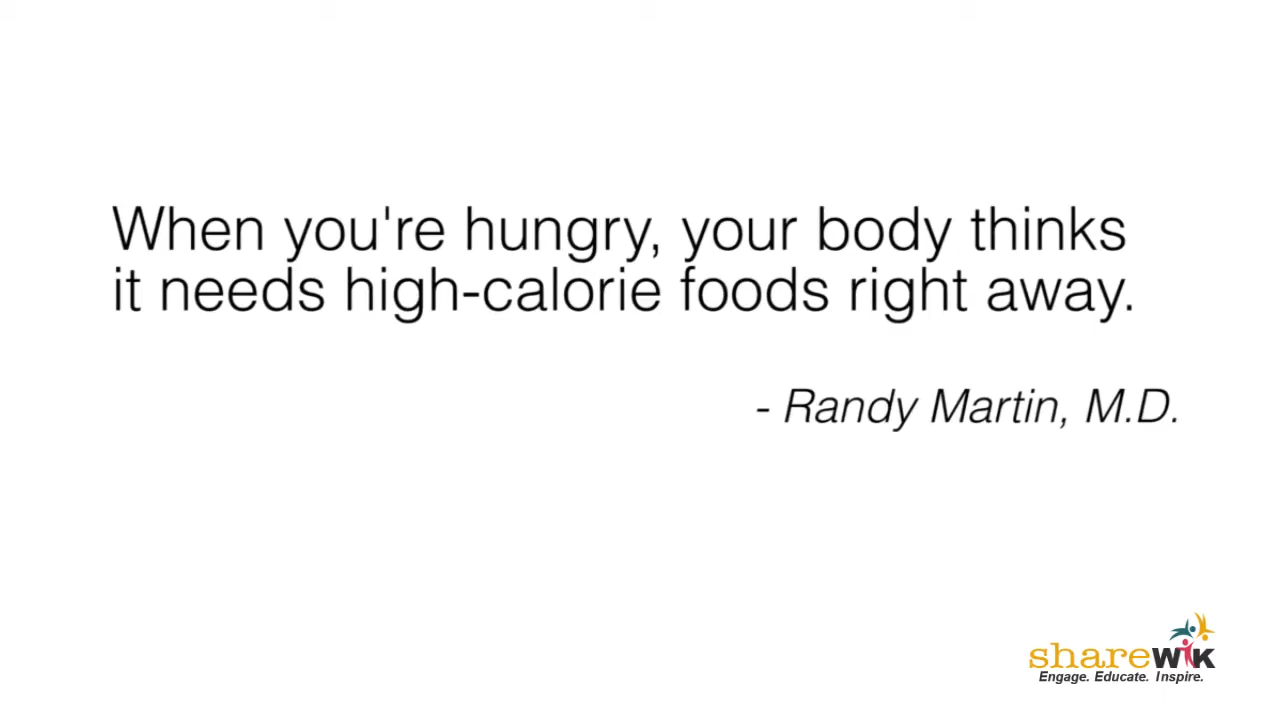 When you're hungry, your body thinks
it needs high-calorie foods right away.
- Randy Martin, M.D.
sharewik
Engage. Educate. Inspire.